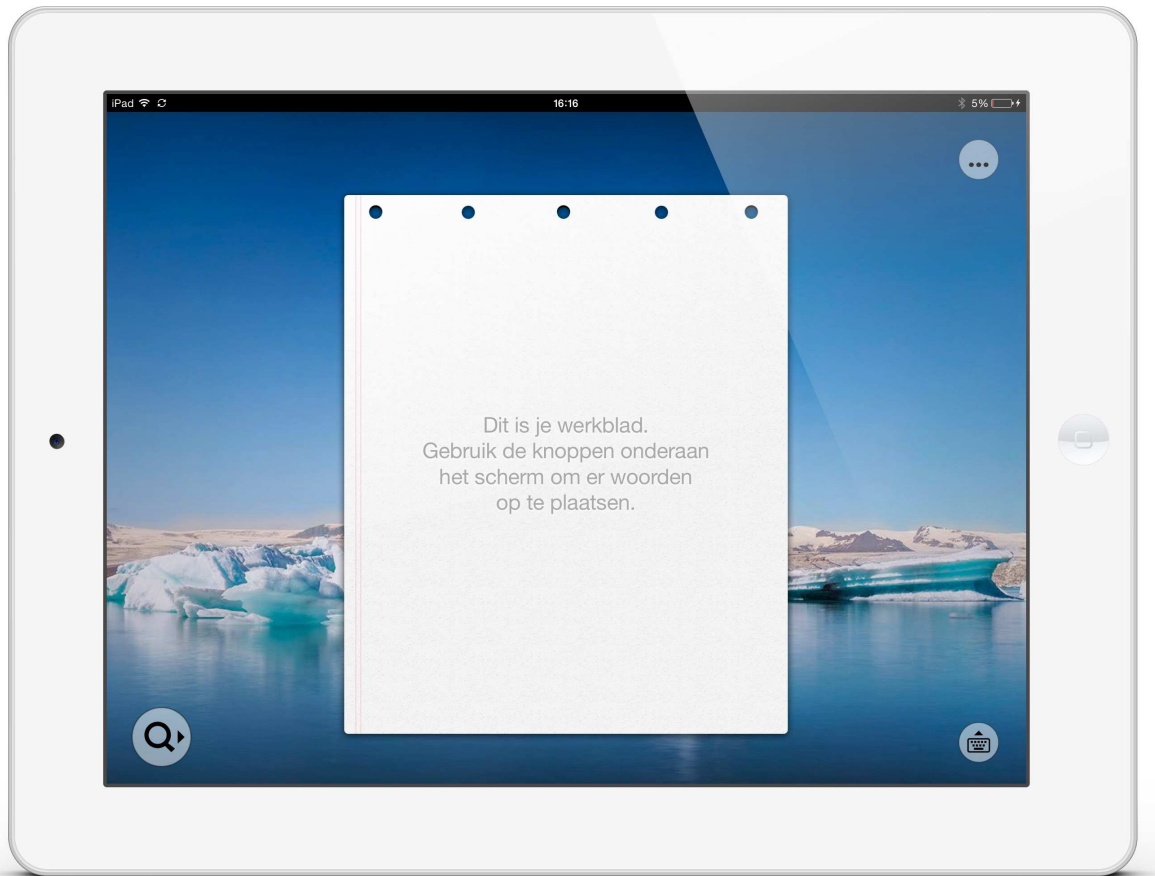 iPad
16:16
5%
Dit is je werkblad.
Gebruik de knoppen onderaan
het scherm om er woorden
op te plaatsen.